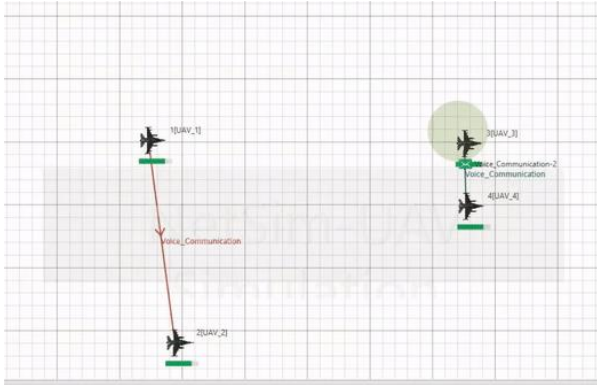 1[UAV_1]
3[UAV_3]
Voice_Communication-2
Voice_Communication
4[UAV_4]
Voice_Communication
2[UAV_2]